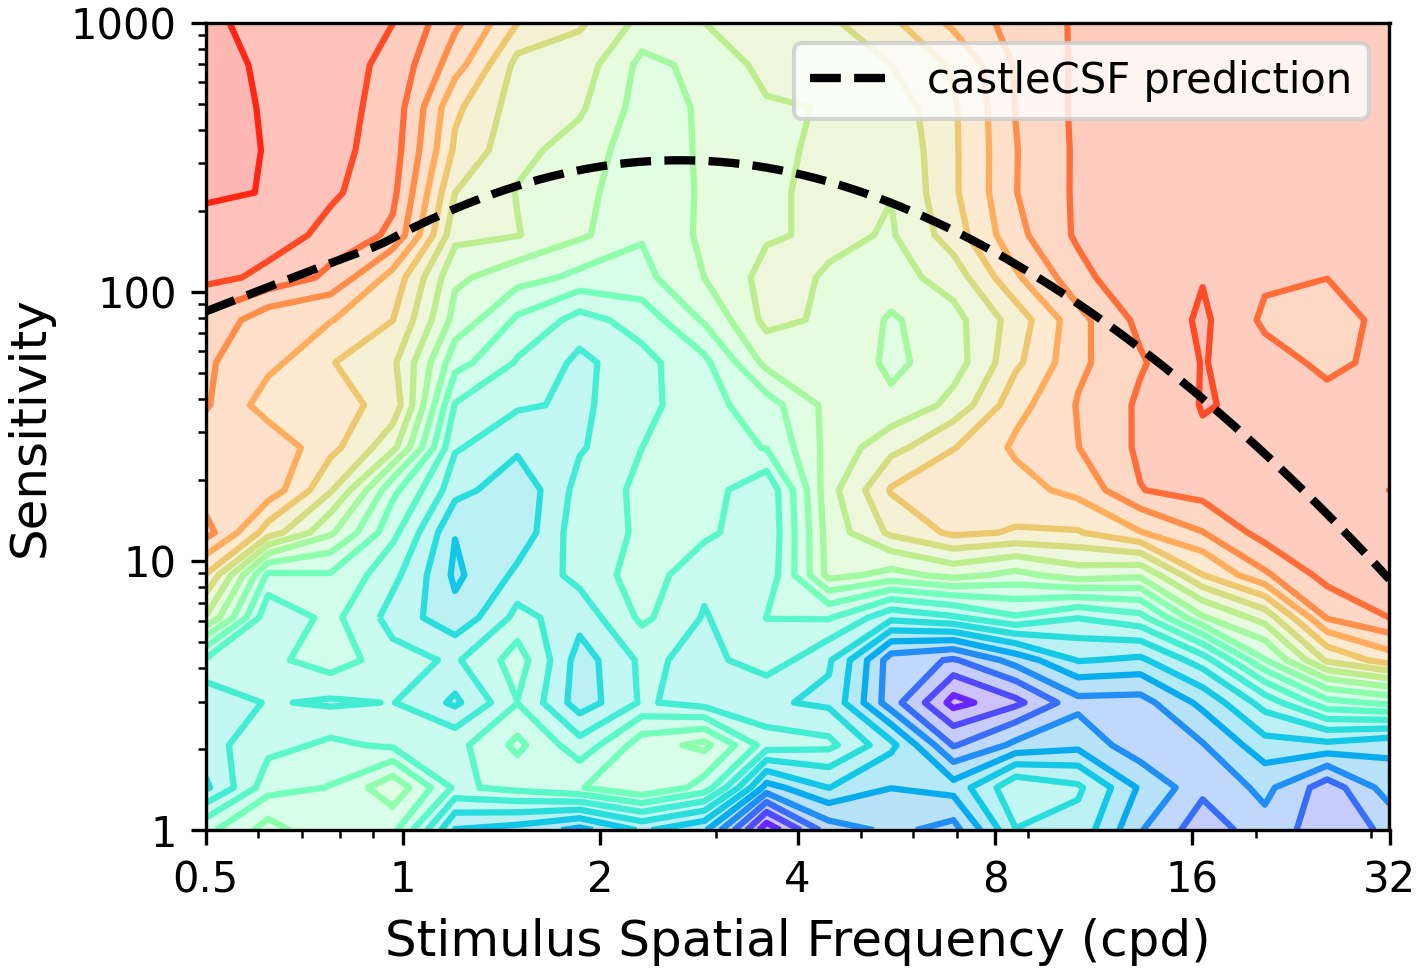 1000
castleCSF prediction
100
Sensitivity
10
1
0.5 1 2 4 8 16 32
Stimulus Spatial Frequency (cpd)